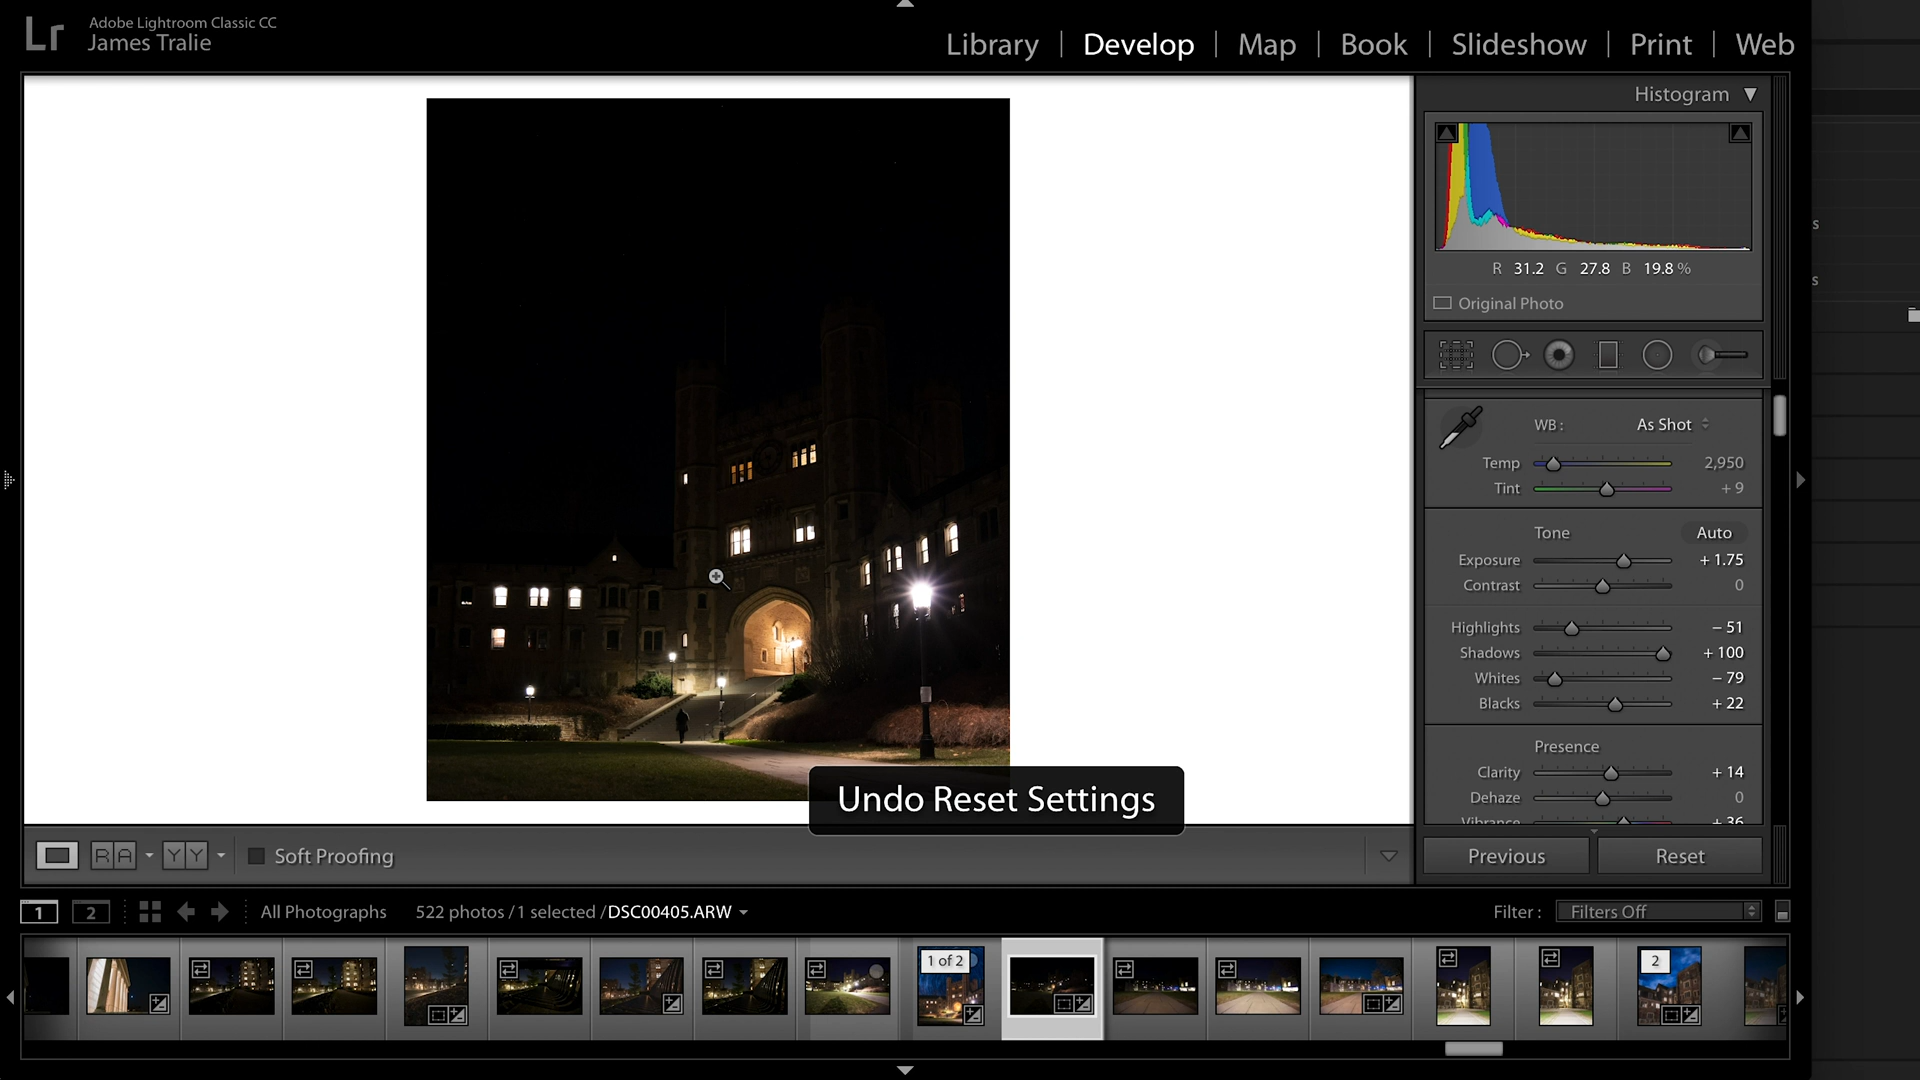 Lr
Adobe Lightroom Classic CC
James Tralie
Library | Develop | Map | Book | Slideshow | Print | Web
Histogram
R 31.2 G 27.8 B 19.8 %
Original Photo
WB : As Shot
Temp 2,950
Tint + 9
Tone Auto
Exposure + 1.75
Contrast 0
Highlights − 51
Shadows + 100
Whites − 79
Blacks + 22
Presence
Clarity + 14
Dehaze 0
Vibrance + 36
Undo Reset Settings
R A Y Y Soft Proofing
Previous Reset
1 2 All Photographs 522 photos / 1 selected / DSC00405.ARW Filter : Filters Off
1 of 2
2
s
s